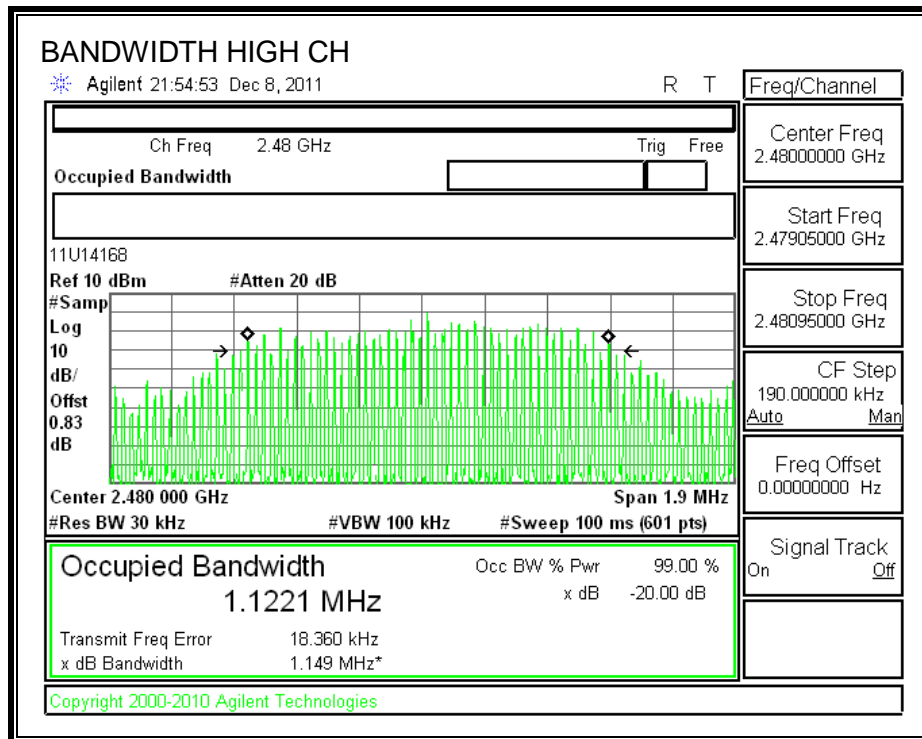 BANDWIDTH HIGH CH
Agilent 21:54:53 Dec 8, 2011 R T
Freq/Channel
Ch Freq 2.48 GHz Trig Free
Occupied Bandwidth
Center Freq
2.48000000 GHz
Start Freq
2.47905000 GHz
Stop Freq
2.48095000 GHz
CF Step
190.000000 kHz
Auto Man
Freq Offset
0.00000000 Hz
Signal Track
On Off
11U14168
Ref 10 dBm #Atten 20 dB
#Samp
Log
10
dB/
Offst
0.83
dB
Center 2.480 000 GHz Span 1.9 MHz
#Res BW 30 kHz #VBW 100 kHz #Sweep 100 ms (601 pts)
Occupied Bandwidth
1.1221 MHz
Occ BW % Pwr 99.00 %
x dB -20.00 dB
Transmit Freq Error 18.360 kHz
x dB Bandwidth 1.149 MHz*
Copyright 2000-2010 Agilent Technologies